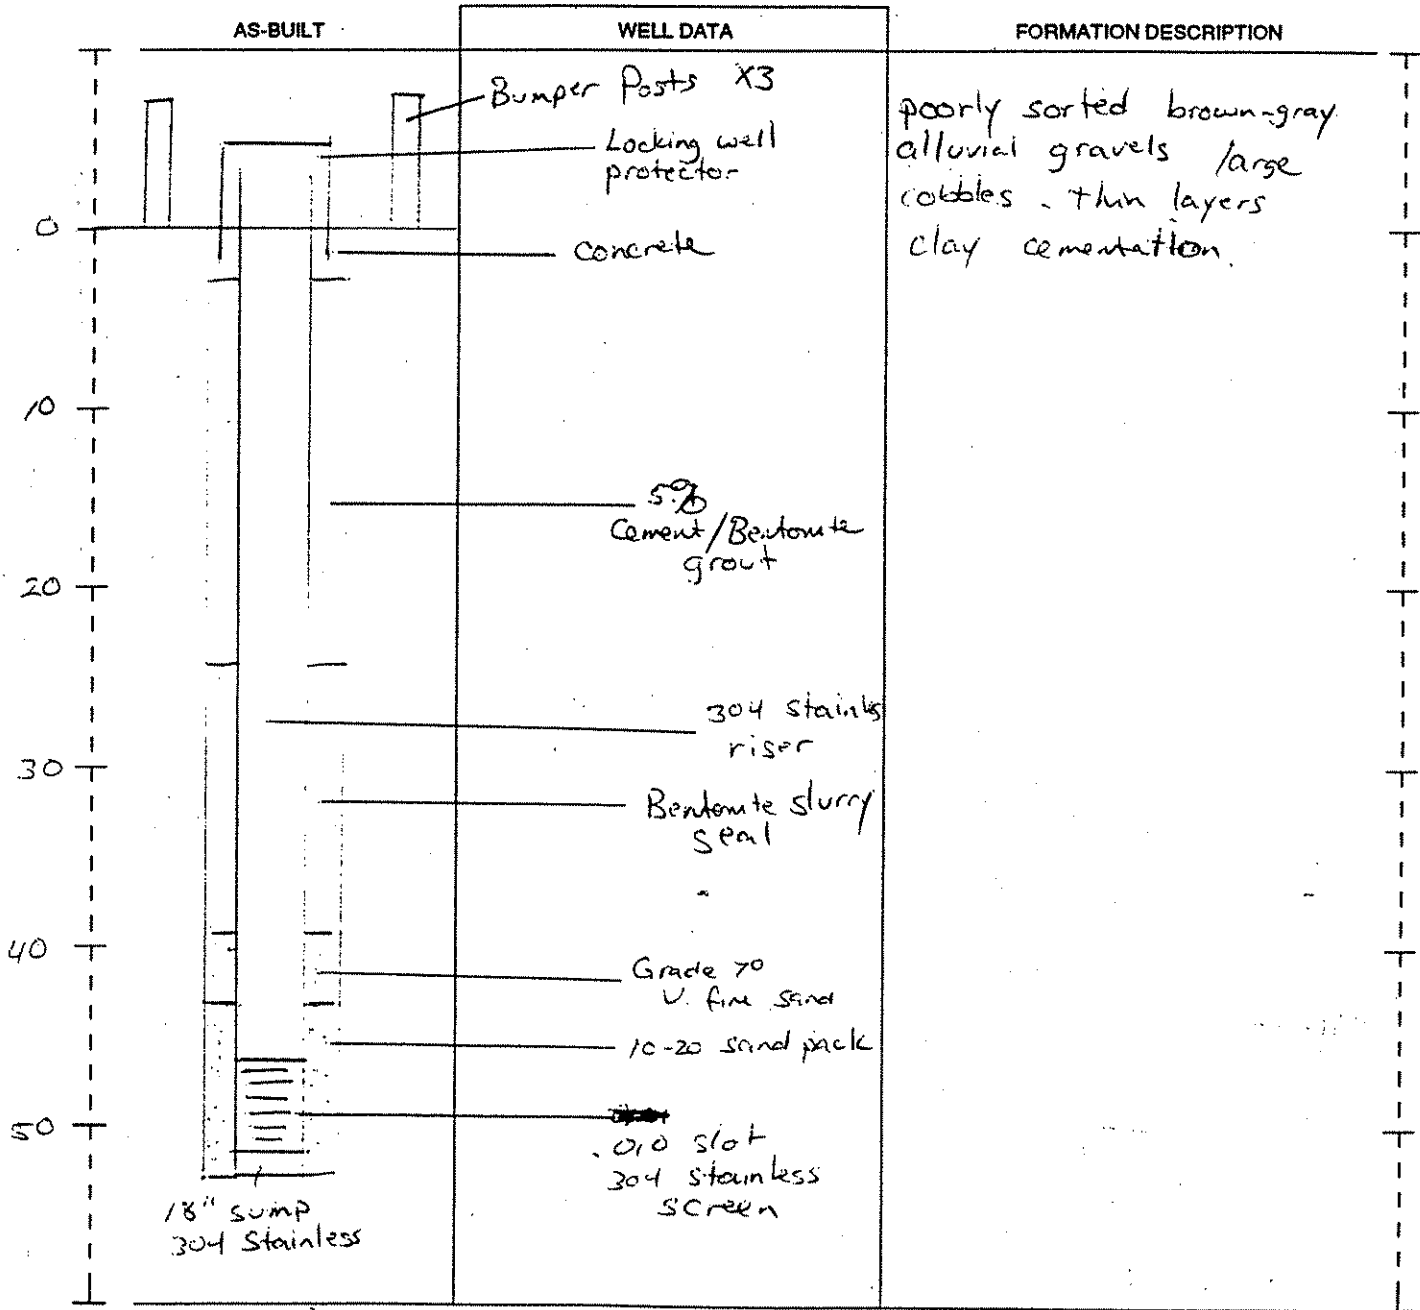 AS-BUILT
WELL DATA
FORMATION DESCRIPTION
Bumper Posts X3
Locking well
protector
concrete
5%
Cement/Bentonite
grout
304 stainless
riser
Bentonite slurry
seal
Grade 70
V. fine sand
10-20 sand pack
.010 slot
304 stainless
screen
18" sump
304 Stainless
poorly sorted brown-gray
alluvial gravels large
cobbles. thin layers
clay cementation.
0
10
20
30
40
50